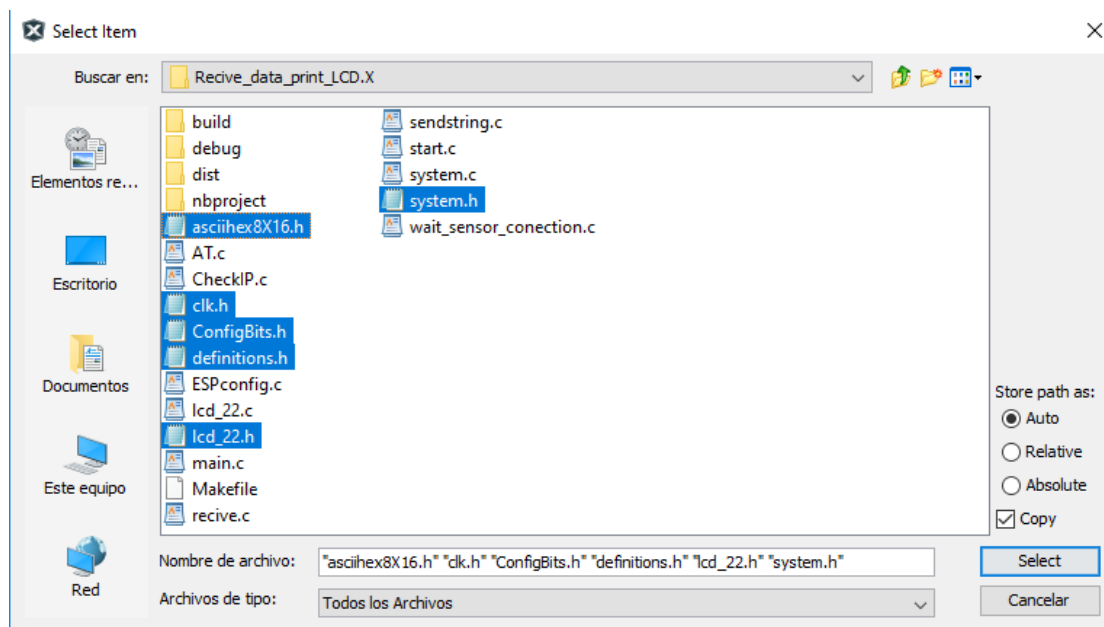 Select Item
Buscar en:
Recive_data_print_LCD.X
Elementos re...
Escritorio
Documentos
Este equipo
Red
build
debug
dist
nbproject
asciihex8X16.h
AT.c
CheckIP.c
clk.h
ConfigBits.h
definitions.h
ESPconfig.c
lcd_22.c
lcd_22.h
main.c
Makefile
recive.c
sendstring.c
start.c
system.c
system.h
wait_sensor_conection.c
Store path as:
Auto
Relative
Absolute
Copy
Nombre de archivo:
"asciihex8X16.h" "clk.h" "ConfigBits.h" "definitions.h" "lcd_22.h" "system.h"
Select
Archivos de tipo:
Todos los Archivos
Cancelar